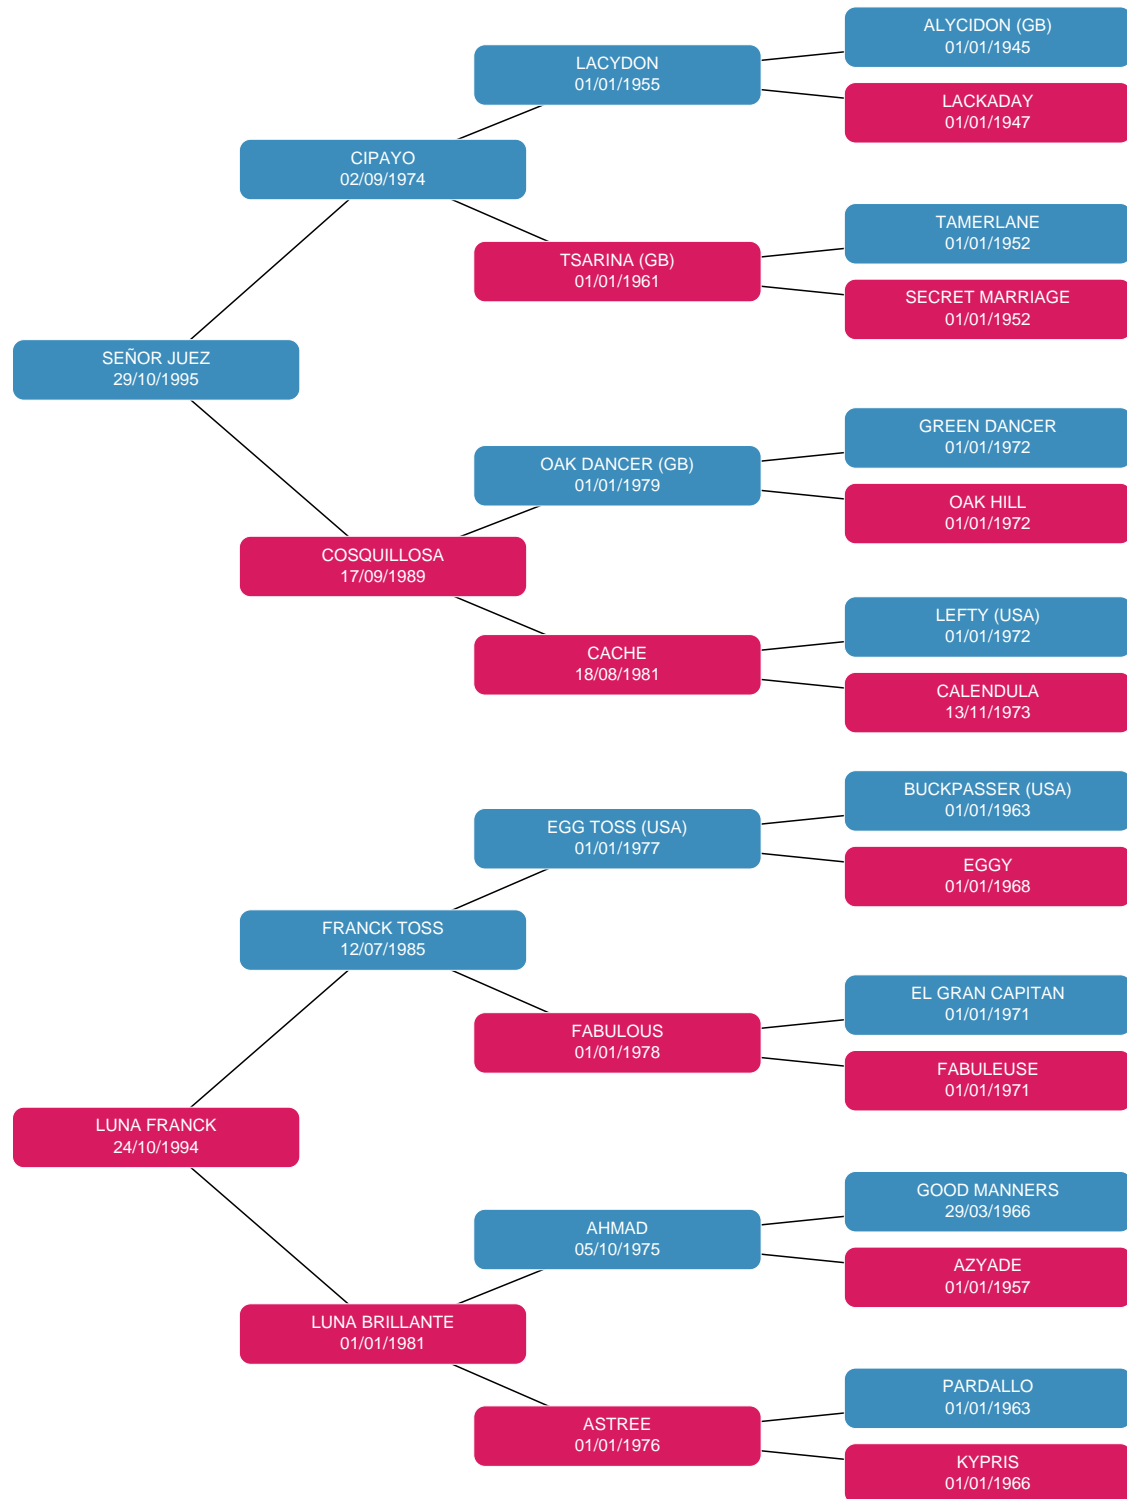 ALYCIDON (GB)
01/01/1945
LACYDON
01/01/1955
LACKADAY
01/01/1947
CIPAYO
02/09/1974
TAMERLANE
01/01/1952
TSARINA (GB)
01/01/1961
SECRET MARRIAGE
01/01/1952
SEÑOR JUEZ
29/10/1995
GREEN DANCER
01/01/1972
OAK DANCER (GB)
01/01/1979
OAK HILL
01/01/1972
COSQUILLOSA
17/09/1989
LEFTY (USA)
01/01/1972
CACHE
18/08/1981
CALENDULA
13/11/1973
BUCKPASSER (USA)
01/01/1963
EGG TOSS (USA)
01/01/1977
EGGY
01/01/1968
FRANCK TOSS
12/07/1985
EL GRAN CAPITAN
01/01/1971
FABULOUS
01/01/1978
FABULEUSE
01/01/1971
LUNA FRANCK
24/10/1994
GOOD MANNERS
29/03/1966
AHMAD
05/10/1975
AZYADE
01/01/1957
LUNA BRILLANTE
01/01/1981
PARDALLO
01/01/1963
ASTREE
01/01/1976
KYPRIS
01/01/1966